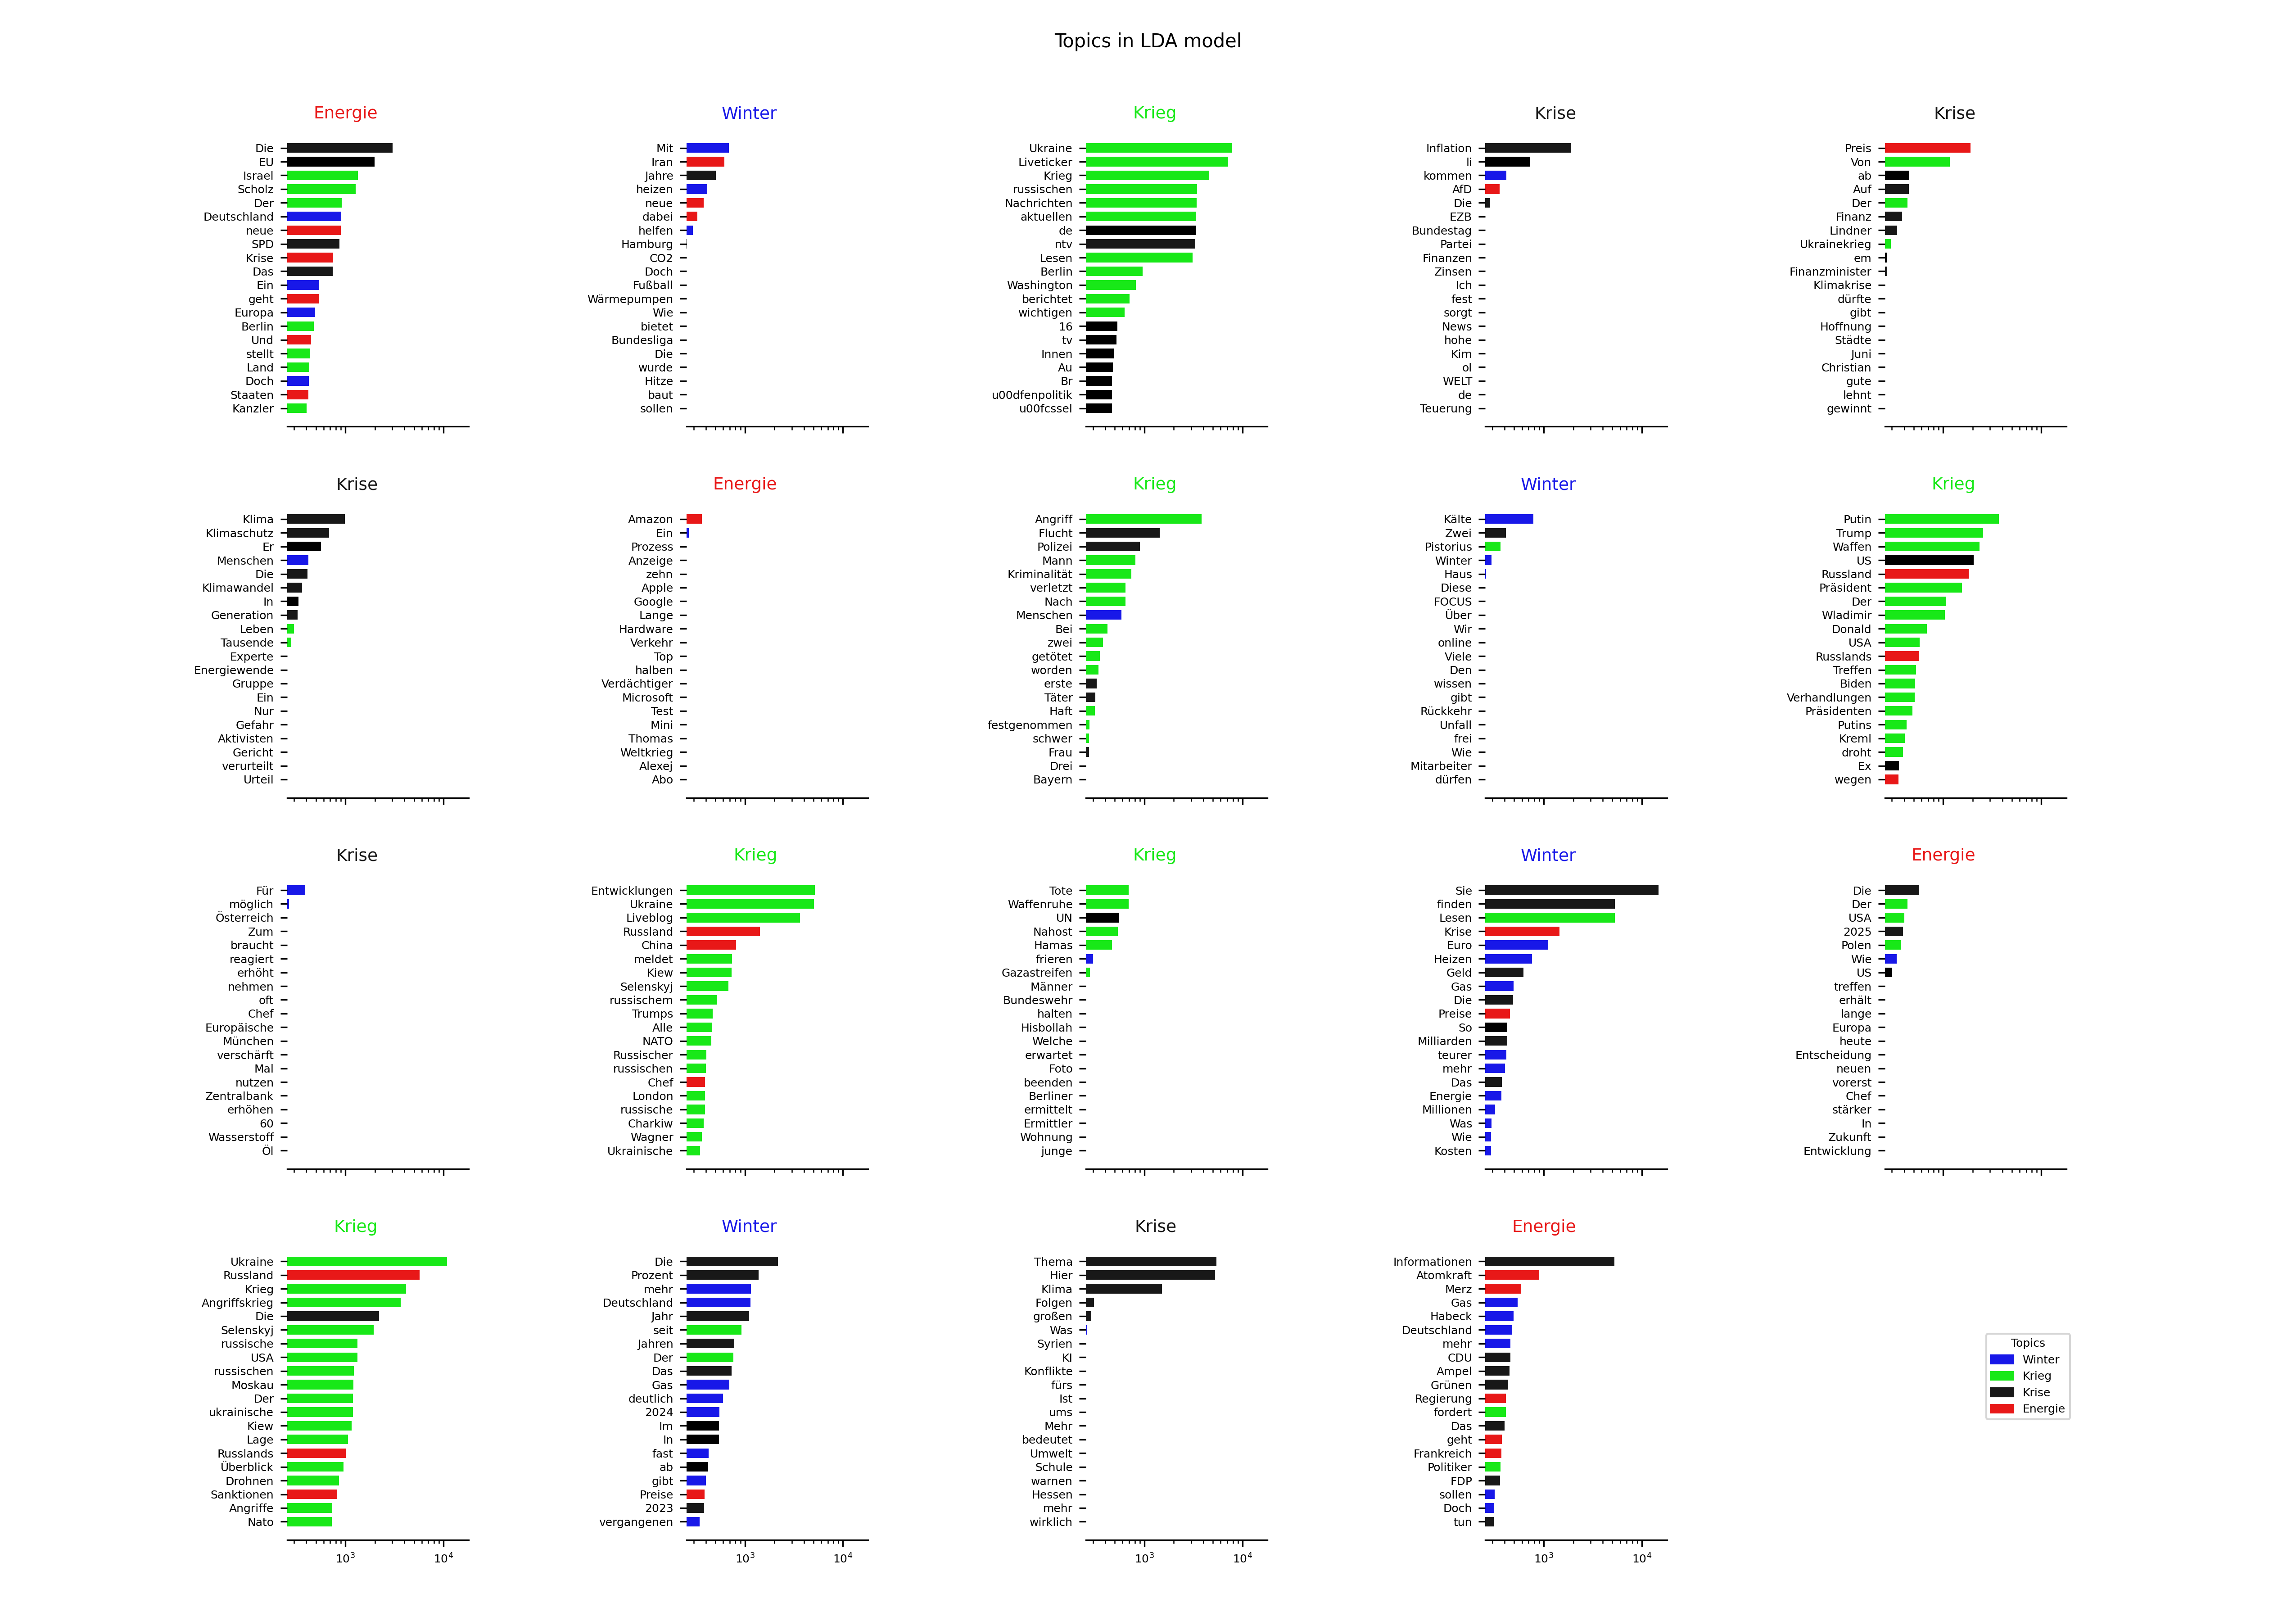 Topics in LDA model
Energie
Die
EU
Israel
Scholz
Der
Deutschland
neue
SPD
Krise
Das
Ein
geht
Europa
Berlin
Und
stellt
Land
Doch
Staaten
Kanzler
Winter
Mit
Iran
Jahre
heizen
neue
dabei
helfen
Hamburg
CO2
Doch
Fußball
Wärmepumpen
Wie
bietet
Bundesliga
Die
wurde
Hitze
baut
sollen
Krieg
Ukraine
Liveticker
Krieg
russischen
Nachrichten
aktuellen
de
ntv
Lesen
Berlin
Washington
berichtet
wichtigen
16
tv
Innen
Au
Br
u00dfenpolitik
u00fcssel
Krise
Inflation
li
kommen
AfD
Die
EZB
Bundestag
Partei
Finanzen
Zinsen
Ich
fest
sorgt
News
hohe
Kim
ol
WELT
de
Teuerung
Krise
Preis
Von
ab
Auf
Der
Finanz
Lindner
Ukrainekrieg
em
Finanzminister
Klimakrise
dürfte
gibt
Hoffnung
Städte
Juni
Christian
gute
lehnt
gewinnt
Krise
Klima
Klimaschutz
Er
Menschen
Die
Klimawandel
In
Generation
Leben
Tausende
Experte
Energiewende
Gruppe
Ein
Nur
Gefahr
Aktivisten
Gericht
verurteilt
Urteil
Energie
Amazon
Ein
Prozess
Anzeige
zehn
Apple
Google
Lange
Hardware
Verkehr
Top
halben
Verdächtiger
Microsoft
Test
Mini
Thomas
Weltkrieg
Alexej
Abo
Krieg
Angriff
Flucht
Polizei
Mann
Kriminalität
verletzt
Nach
Menschen
Bei
zwei
getötet
worden
erste
Täter
Haft
festgenommen
schwer
Frau
Drei
Bayern
Winter
Kälte
Zwei
Pistorius
Winter
Haus
Diese
FOCUS
Über
Wir
online
Viele
Den
wissen
gibt
Rückkehr
Unfall
frei
Wie
Mitarbeiter
dürfen
Krieg
Putin
Trump
Waffen
US
Russland
Präsident
Der
Wladimir
Donald
USA
Russlands
Treffen
Biden
Verhandlungen
Präsidenten
Putins
Kreml
droht
Ex
wegen
Krise
Für
möglich
Österreich
Zum
braucht
reagiert
erhöht
nehmen
oft
Chef
Europäische
München
verschärft
Mal
nutzen
Zentralbank
erhöhen
60
Wasserstoff
Öl
Krieg
Entwicklungen
Ukraine
Liveblog
Russland
China
meldet
Kiew
Selenskyj
russischem
Trumps
Alle
NATO
Russischer
russischen
Chef
London
russische
Charkiw
Wagner
Ukrainische
Krieg
Tote
Waffenruhe
UN
Nahost
Hamas
frieren
Gazastreifen
Männer
Bundeswehr
halten
Hisbollah
Welche
erwartet
Foto
beenden
Berliner
ermittelt
Ermittler
Wohnung
junge
Winter
Sie
finden
Lesen
Krise
Euro
Heizen
Geld
Gas
Die
Preise
So
Milliarden
teurer
mehr
Das
Energie
Millionen
Was
Wie
Kosten
Energie
Die
Der
USA
2025
Polen
Wie
US
treffen
erhält
lange
Europa
heute
Entscheidung
neuen
vorerst
Chef
stärker
In
Zukunft
Entwicklung
Krieg
Ukraine
Russland
Krieg
Angriffskrieg
Die
Selenskyj
russische
USA
russischen
Moskau
Der
ukrainische
Kiew
Lage
Russlands
Überblick
Drohnen
Sanktionen
Angriffe
Nato
10³ 10⁴
Winter
Die
Prozent
mehr
Deutschland
Jahr
seit
Jahren
Der
Das
Gas
deutlich
2024
Im
In
fast
ab
gibt
Preise
2023
vergangenen
10³ 10⁴
Krise
Thema
Hier
Klima
Folgen
großen
Was
Syrien
KI
Konflikte
fürs
Ist
ums
Mehr
bedeutet
Umwelt
Schule
warnen
Hessen
mehr
wirklich
10³ 10⁴
Energie
Informationen
Atomkraft
Merz
Gas
Habeck
Deutschland
mehr
CDU
Ampel
Grünen
Regierung
fordert
Das
geht
Frankreich
Politiker
FDP
sollen
Doch
tun
10³ 10⁴
Topics
Winter
Krieg
Krise
Energie